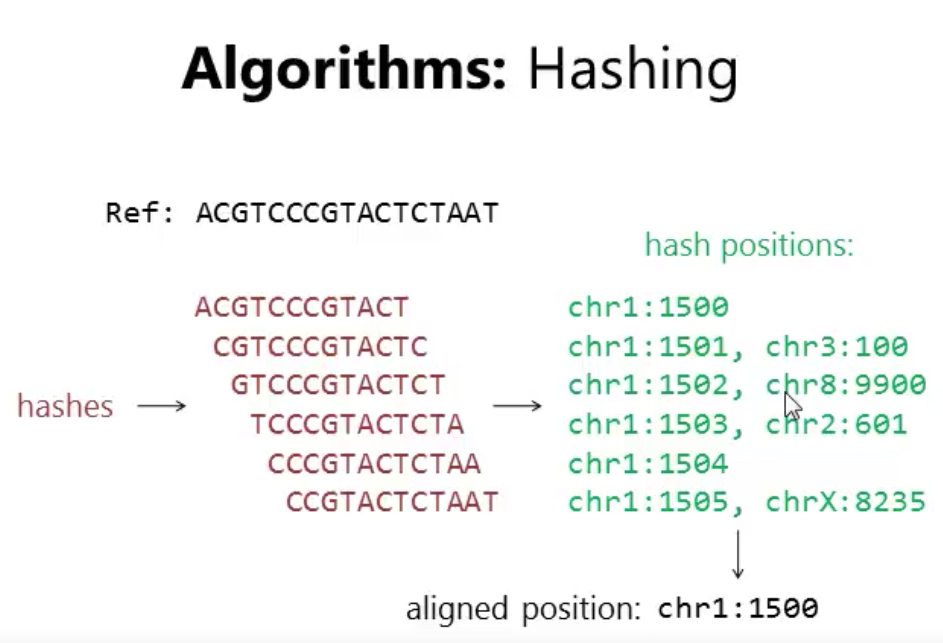 Algorithms: Hashing
Ref: ACGTCCCGTACTCTAAT
hash positions:
ACGTCCCGTACT chr1:1500
CGTCCCGTACTC chr1:1501, chr3:100
GTCCCGTACTCT chr1:1502, chr8:9900
hashes
TCCCGTACTCTA chr1:1503, chr2:601
CCCGTACTCTAA chr1:1504
CCGTACTCTAAT chr1:1505, chrX:8235
aligned position: chr1:1500